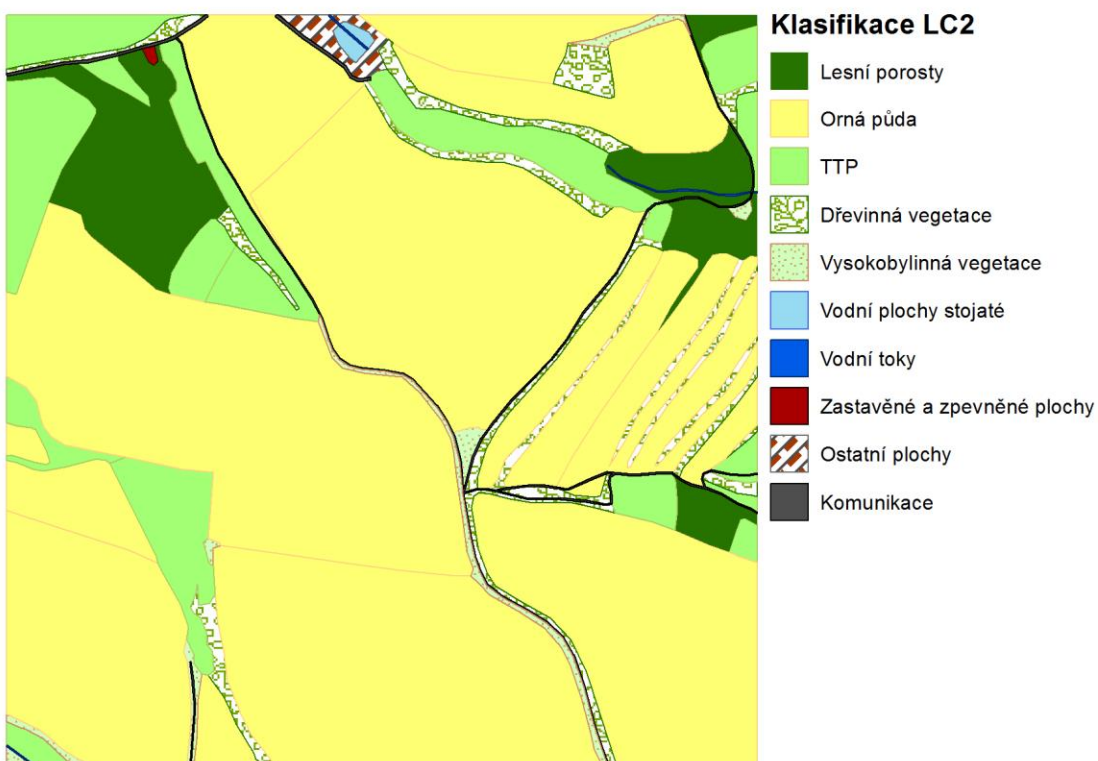 Klasifikace LC2
Lesní porosty
Orná půda
TTP
Dřevinná vegetace
Vysokobylinná vegetace
Vodní plochy stojaté
Vodní toky
Zastavěné a zpevněné plochy
Ostatní plochy
Komunikace